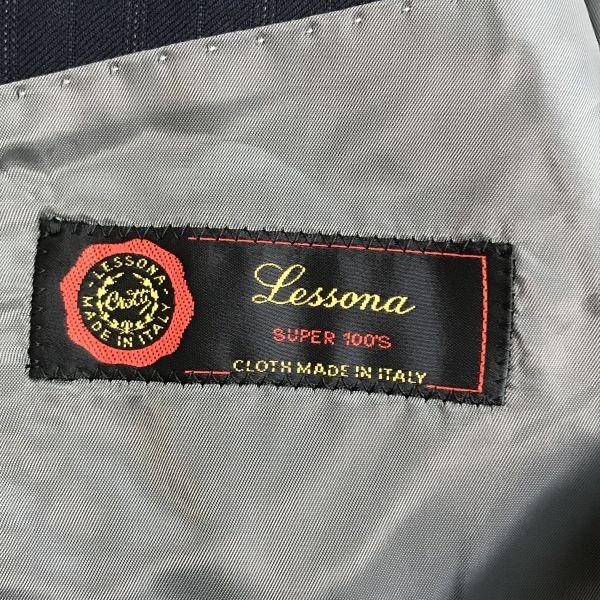 LESSONA
MADE IN ITALY
Lessona
SUPER 100'S
CLOTH MADE IN ITALY